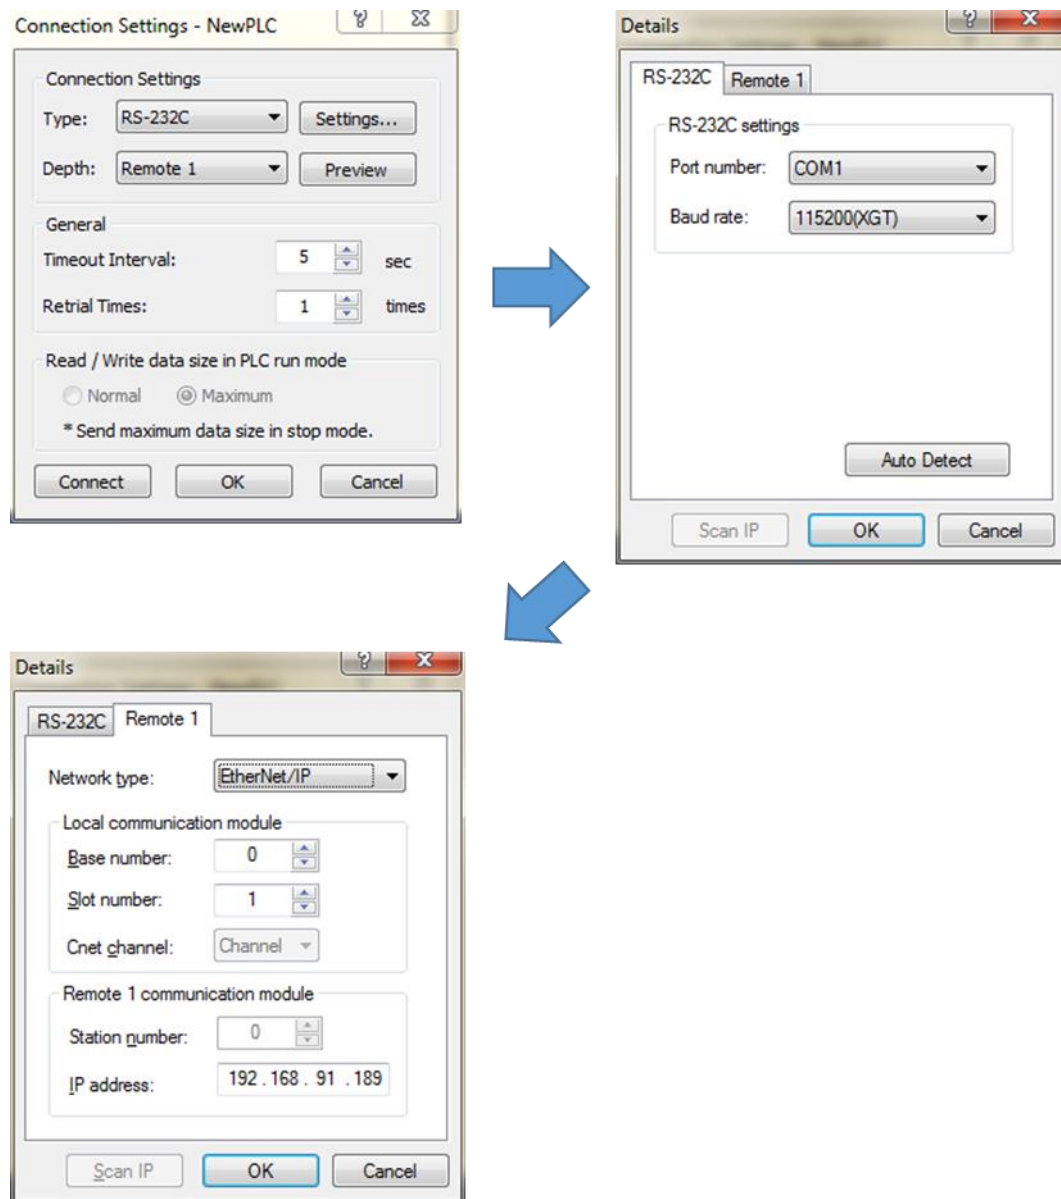 Connection Settings - NewPLC
Connection Settings
Type: RS-232C Settings...
Depth: Remote 1 Preview
General
Timeout Interval: 5 sec
Retrial Times: 1 times
Read / Write data size in PLC run mode
Normal Maximum
* Send maximum data size in stop mode.
Connect OK Cancel
Details
RS-232C Remote 1
RS-232C settings
Port number: COM1
Baud rate: 115200(XGT)
Auto Detect
Scan IP OK Cancel
Details
RS-232C Remote 1
Network type: EtherNet/IP
Local communication module
Base number: 0
Slot number: 1
Cnet channel: Channel
Remote 1 communication module
Station number: 0
IP address: 192 . 168 . 91 . 189
Scan IP OK Cancel